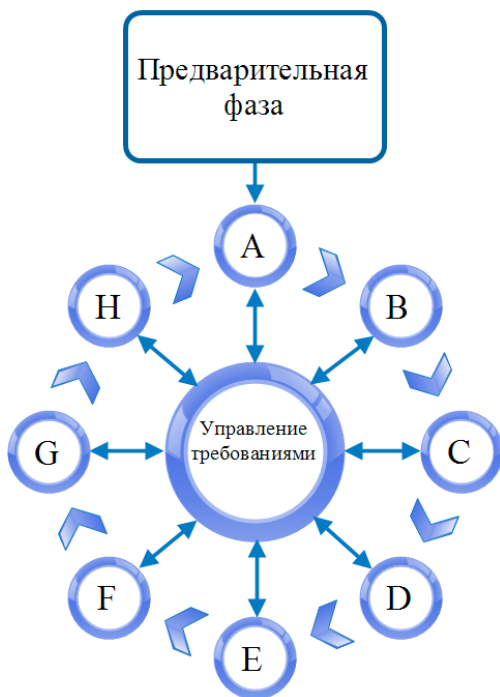 Предварительная
фаза
A
H
B
Управление
требованиями
G
C
F
D
E